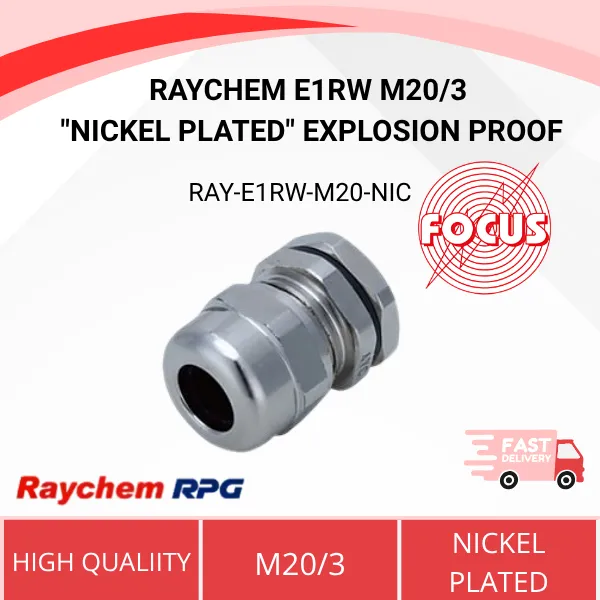 RAYCHEM E1RW M20/3
"NICKEL PLATED" EXPLOSION PROOF
RAY-E1RW-M20-NIC
FOCUS
FAST
DELIVERY
Raychem RPG
HIGH QUALIITY
M20/3
NICKEL
PLATED